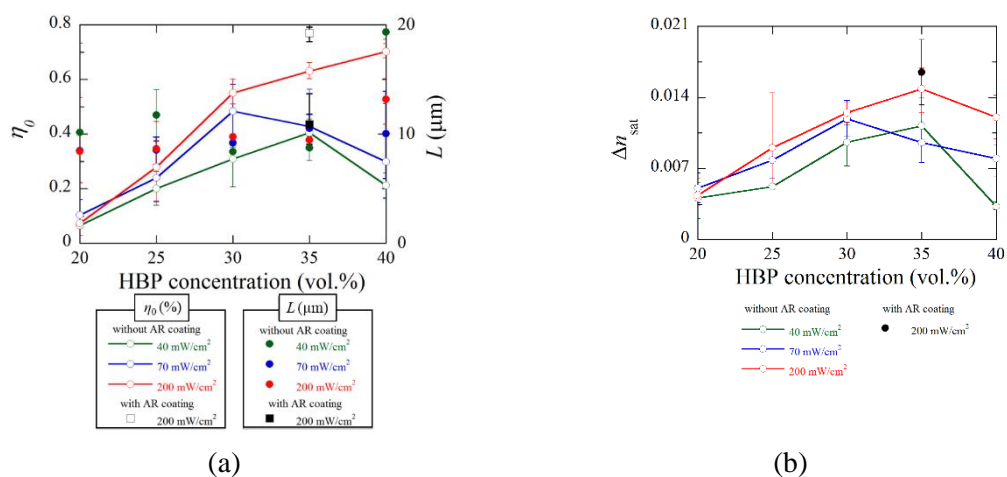 0.8
0.6
0.4
0.2
0
η0
20
10
0
L (μm)
20 25 30 35 40
HBP concentration (vol.%)
η0 (%)
without AR coating
40 mW/cm²
70 mW/cm²
200 mW/cm²
with AR coating
200 mW/cm²
L (μm)
without AR coating
40 mW/cm²
70 mW/cm²
200 mW/cm²
with AR coating
200 mW/cm²
(a)
0.021
0.014
0.007
0
Δnsat
20 25 30 35 40
HBP concentration (vol.%)
without AR coating
40 mW/cm²
70 mW/cm²
200 mW/cm²
with AR coating
200 mW/cm²
(b)